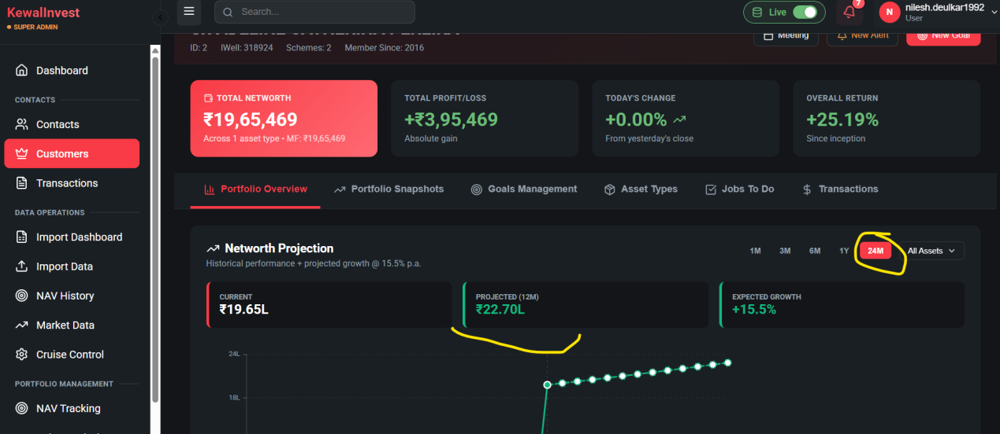 KewalInvest
SUPER ADMIN
Search...
Live
7
N
nilesh.deulkar1992
User
Dashboard
CONTACTS
Contacts
Customers
Transactions
DATA OPERATIONS
Import Dashboard
Import Data
NAV History
Market Data
Cruise Control
PORTFOLIO MANAGEMENT
NAV Tracking
Meeting
New Alert
New Goal
ID: 2 IWell: 318924 Schemes: 2 Member Since: 2016
TOTAL NETWORTH
₹19,65,469
Across 1 asset type • MF: ₹19,65,469
TOTAL PROFIT/LOSS
+₹3,95,469
Absolute gain
TODAY'S CHANGE
+0.00%
From yesterday's close
OVERALL RETURN
+25.19%
Since inception
Portfolio Overview
Portfolio Snapshots
Goals Management
Asset Types
Jobs To Do
Transactions
Networth Projection
Historical performance + projected growth @ 15.5% p.a.
1M 3M 6M 1Y 24M All Assets
CURRENT
₹19.65L
PROJECTED (12M)
₹22.70L
EXPECTED GROWTH
+15.5%
24L
18L